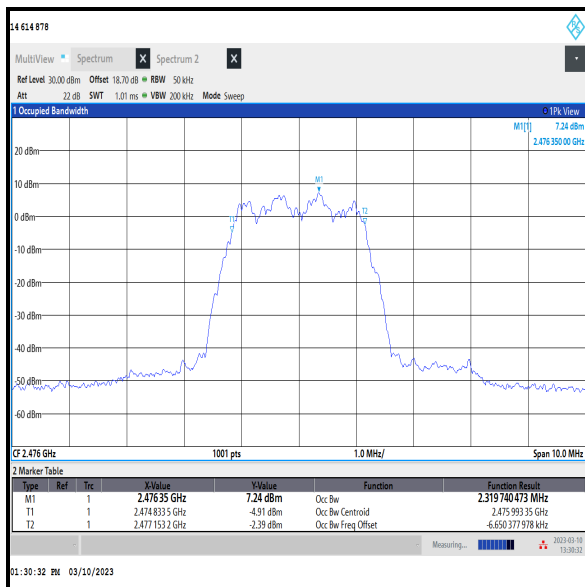 14 614 878
MultiView Spectrum X Spectrum 2 X
Ref Level 30.00 dBm Offset 18.70 dB RBW 50 kHz
Att 22 dB SWT 1.01 ms VBW 200 kHz Mode Sweep
1 Occupied Bandwidth 1Pk View
M1[1] 7.24 dBm
2.476 350 00 GHz
20 dBm
10 dBm
M1
T1
T2
0 dBm
-10 dBm
-20 dBm
-30 dBm
-40 dBm
-50 dBm
-60 dBm
CF 2.476 GHz 1001 pts 1.0 MHz/ Span 10.0 MHz
2 Marker Table
Type Ref Trc X-Value Y-Value Function Function Result
M1 1 2.476 35 GHz 7.24 dBm Occ Bw 2.319 740 473 MHz
T1 1 2.474 833 5 GHz -4.91 dBm Occ Bw Centroid 2.475 993 35 GHz
T2 1 2.477 153 2 GHz -2.39 dBm Occ Bw Freq Offset -6.650 377 978 kHz
Measuring... 2023-03-10
13:30:32
01:30:32 PM 03/10/2023